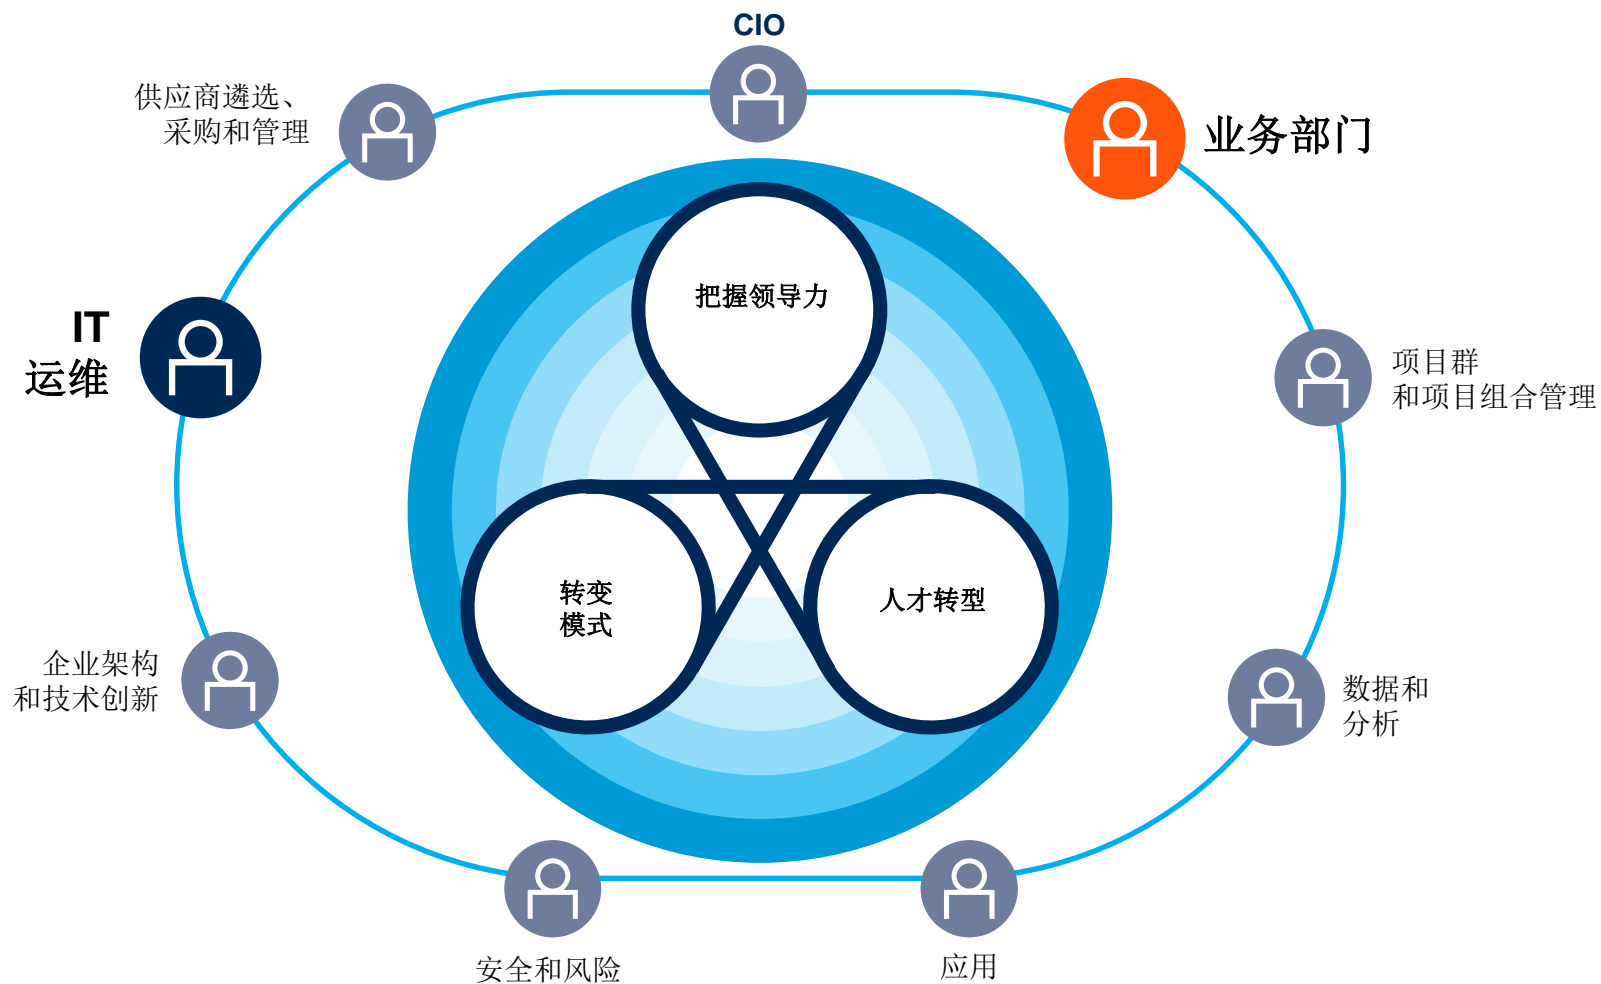 CIO
供应商遴选、
采购和管理
业务部门
把握领导力
IT
运维
项目群
和项目组合管理
转变
模式
人才转型
企业架构
和技术创新
数据和
分析
安全和风险
应用